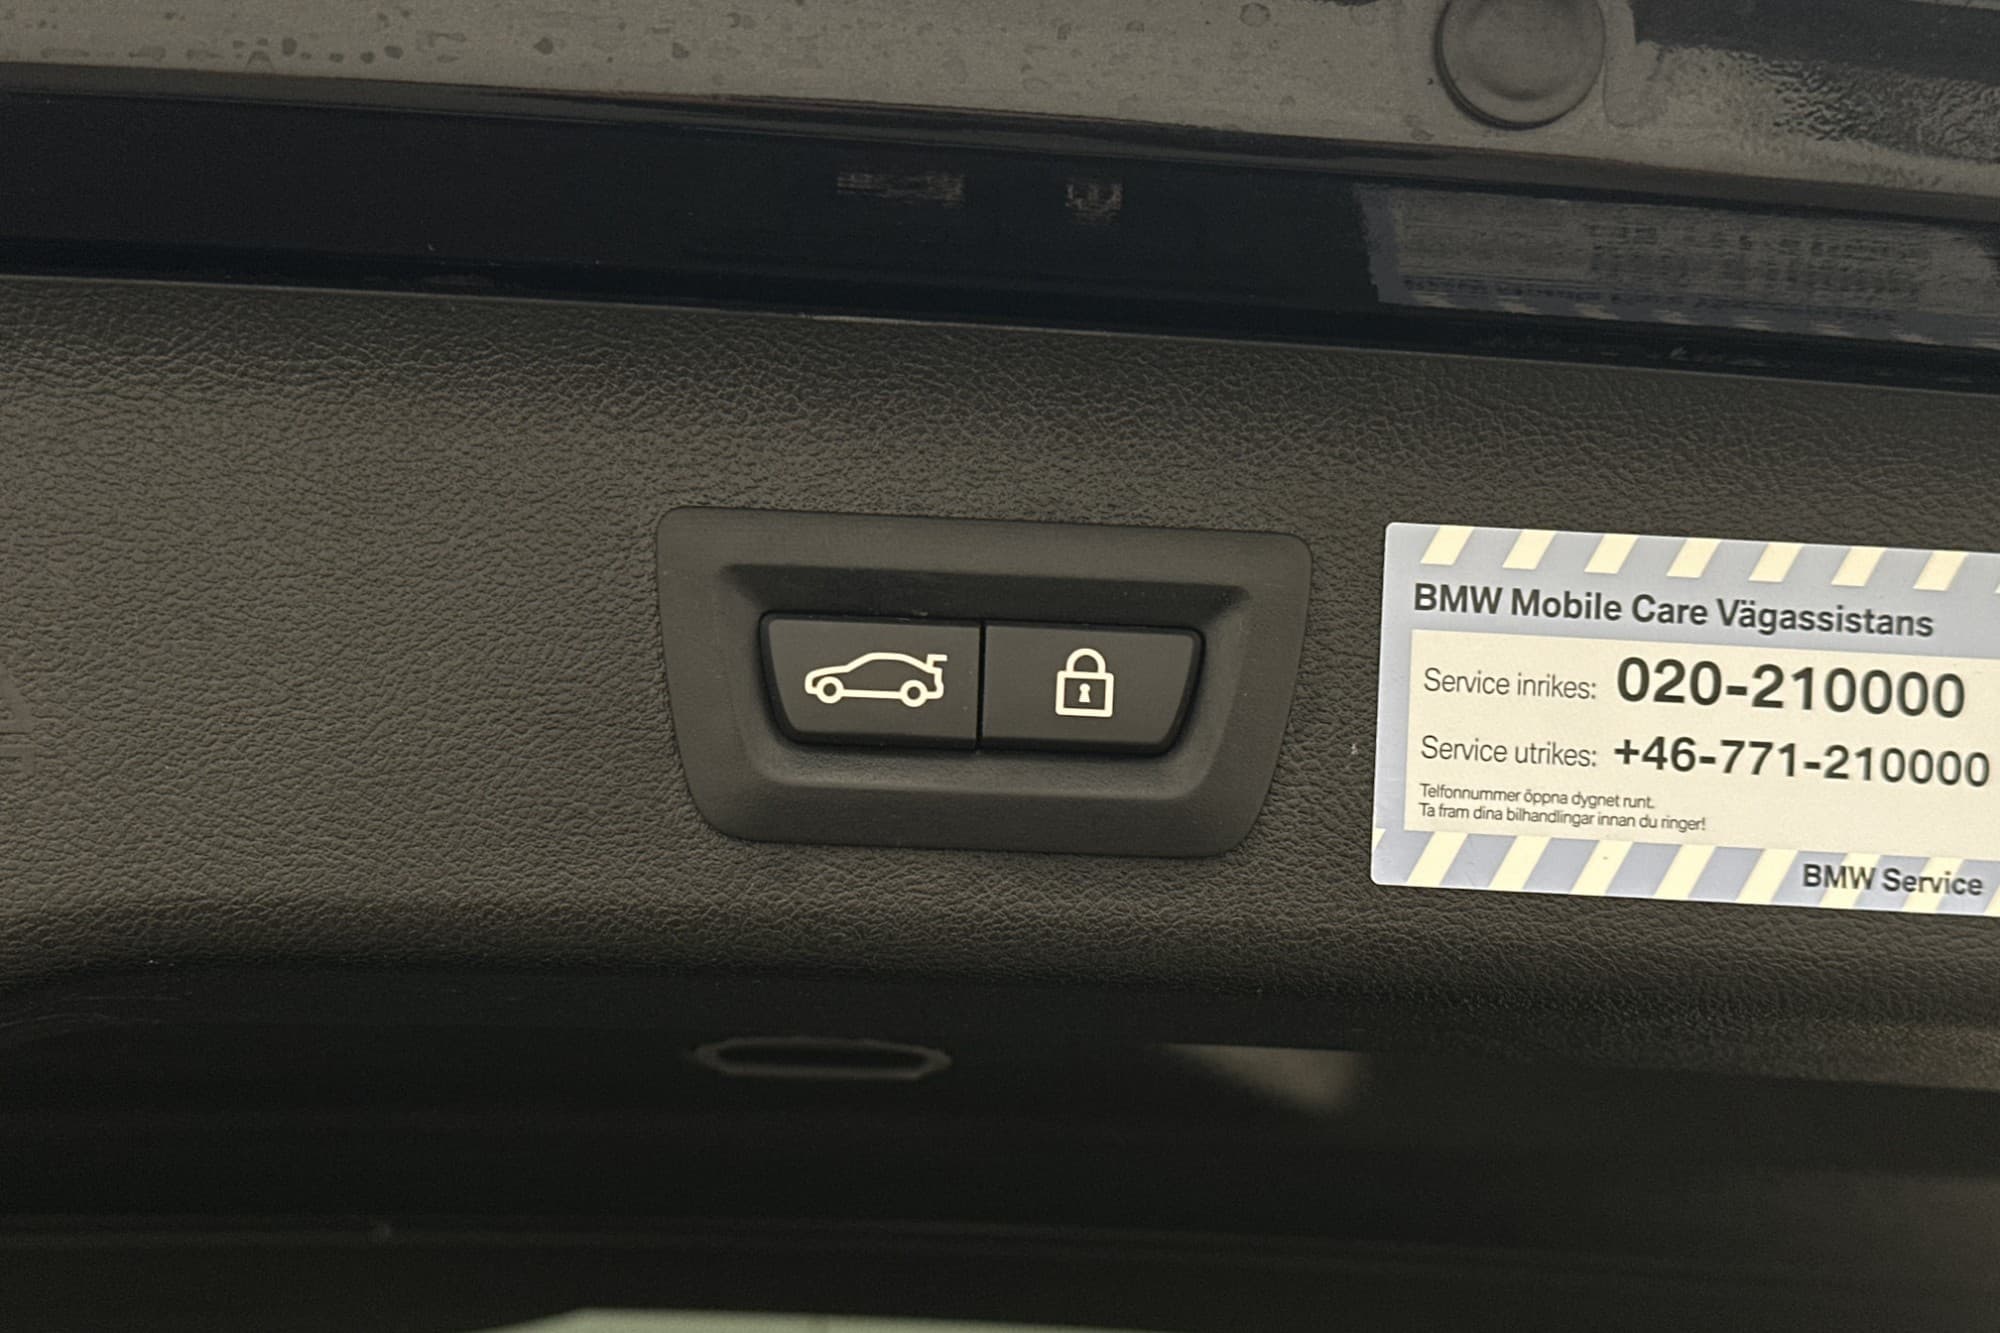 BMW Mobile Care Vägassistans
Service inrikes: 020-210000
Service utrikes: +46-771-210000
Telfonnummer öppna dygnet runt.
Ta fram dina bilhandlingar innan du ringer!
BMW Service